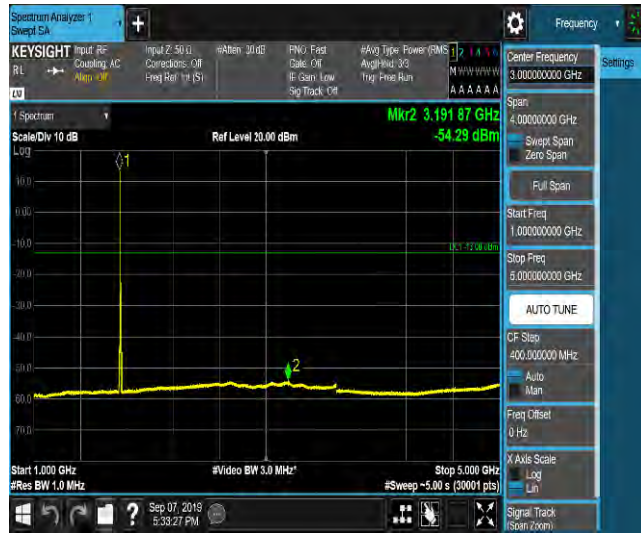 Spectrum Analyzer 1
Swept SA
+
Frequency
KEYSIGHT Input: RF
RL
Coupling: AC
Align: Off
LXI
Input Z: 50 Ω
Corrections: Off
Freq Ref: Int (S)
#Atten: 30 dB
PNO: Fast
Gate: Off
IF Gain: Low
Sig Track: Off
#Avg Type: Power (RMS
Avg|Hold: 3/3
Trig: Free Run
1 2 3 4 5 6
M W W W W W
A A A A A A
1 Spectrum
Scale/Div 10 dB
Log
Ref Level 20.00 dBm
Mkr2 3.191 87 GHz
-54.29 dBm
1
10.0
0.00
-10.0
DL1 -13.00 dBm
-20.0
-30.0
-40.0
-50.0
2
-60.0
-70.0
Start 1.000 GHz
#Res BW 1.0 MHz
#Video BW 3.0 MHz*
Stop 5.000 GHz
#Sweep ~5.00 s (30001 pts)
Sep 07, 2019
5:33:27 PM
?
Center Frequency
3.000000000 GHz
Settings
Span
4.00000000 GHz
Swept Span
Zero Span
Full Span
Start Freq
1.000000000 GHz
Stop Freq
5.000000000 GHz
AUTO TUNE
CF Step
400.000000 MHz
Auto
Man
Freq Offset
0 Hz
X Axis Scale
Log
Lin
Signal Track
(Span Zoom)